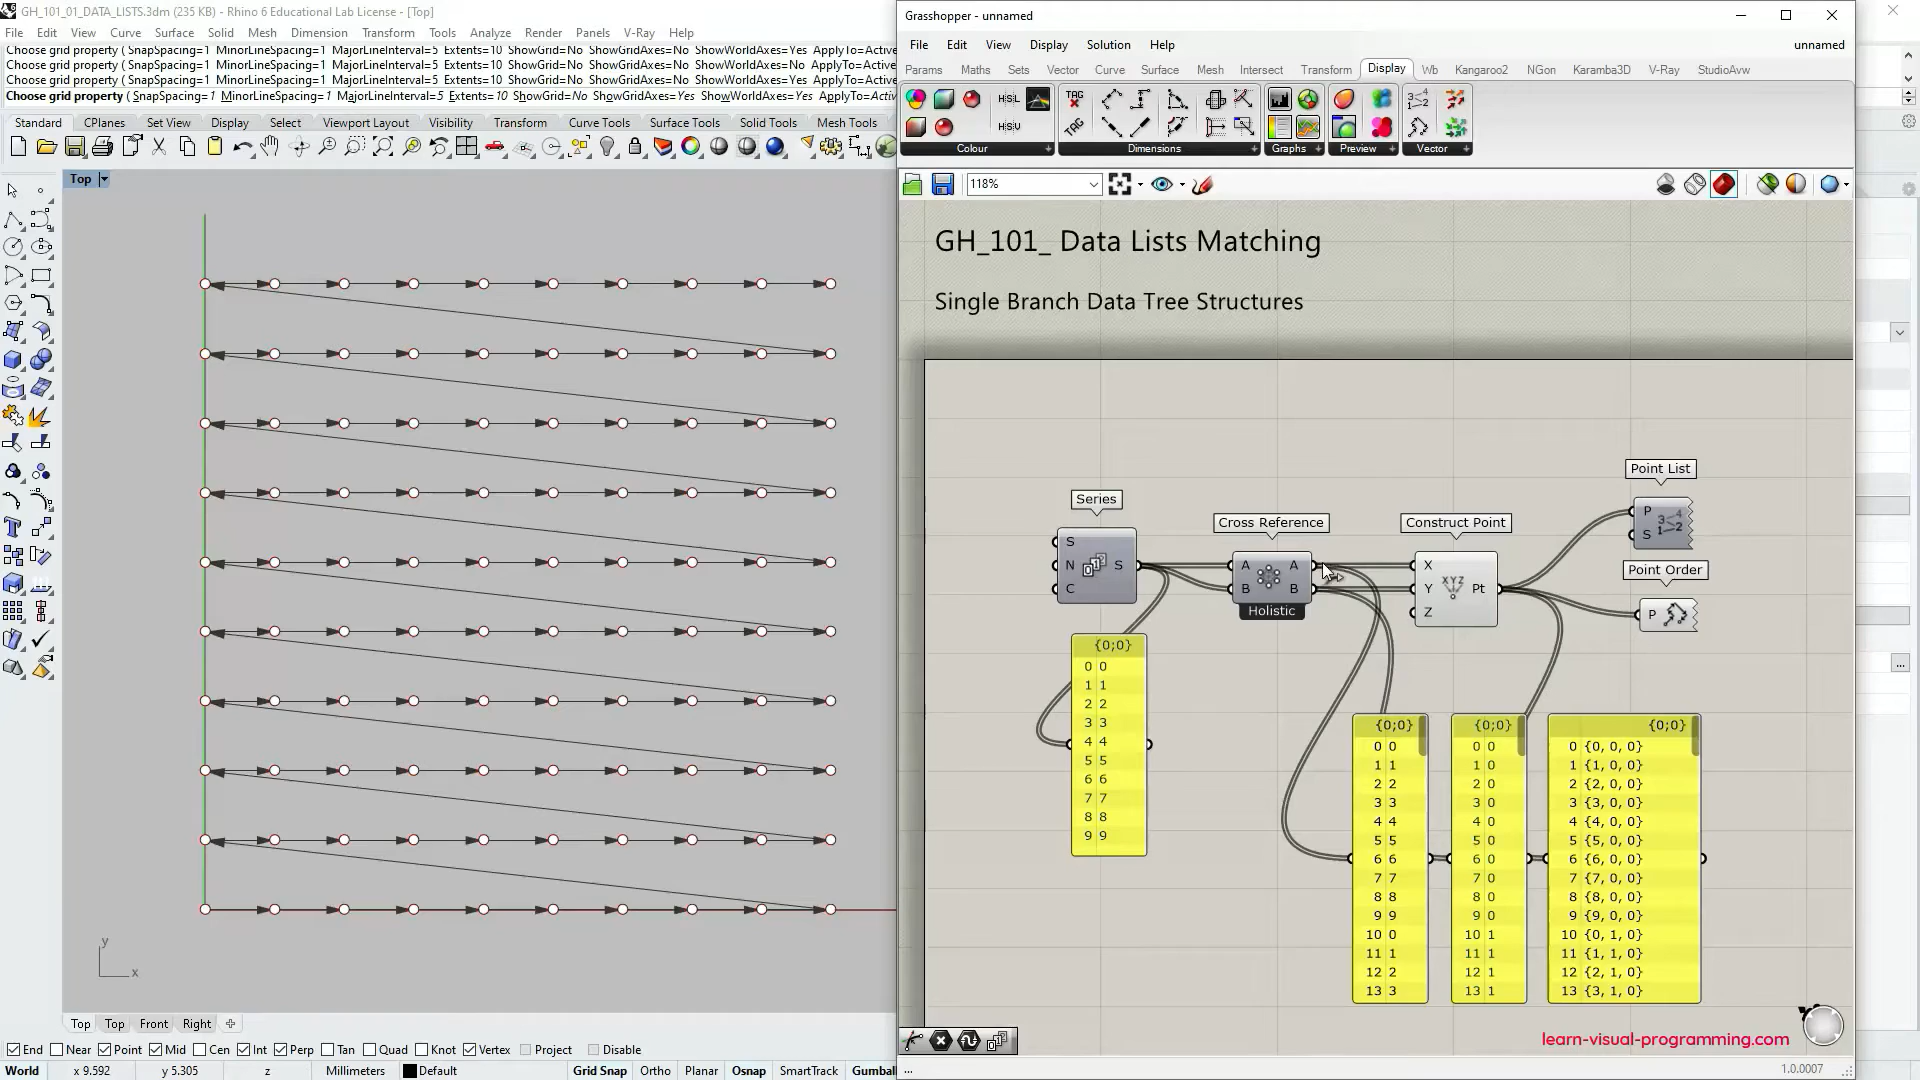 GH_101_01_DATA_LISTS.3dm (235 KB) - Rhino 6 Educational Lab License - [Top]
File Edit View Curve Surface Solid Mesh Dimension Transform Tools Analyze Render Panels V-Ray Help
Choose grid property ( SnapSpacing=1 MinorLineSpacing=1 MajorLineInterval=5 Extents=10 ShowGrid=No ShowGridAxes=No ShowWorldAxes=Yes ApplyTo=Active
Choose grid property ( SnapSpacing=1 MinorLineSpacing=1 MajorLineInterval=5 Extents=10 ShowGrid=No ShowGridAxes=No ShowWorldAxes=No ApplyTo=Active
Choose grid property ( SnapSpacing=1 MinorLineSpacing=1 MajorLineInterval=5 Extents=10 ShowGrid=No ShowGridAxes=No ShowWorldAxes=Yes ApplyTo=Active
Choose grid property ( SnapSpacing=1 MinorLineSpacing=1 MajorLineInterval=5 Extents=10 ShowGrid=No ShowGridAxes=Yes ShowWorldAxes=Yes ApplyTo=Activ
Standard CPlanes Set View Display Select Viewport Layout Visibility Transform Curve Tools Surface Tools Solid Tools Mesh Tools
Top
y
x
Top Top Front Right
End Near Point Mid Cen Int Perp Tan Quad Knot Vertex Project Disable
World x 9.592 y 5.305 z Millimeters Default Grid Snap Ortho Planar Osnap SmartTrack Gumball
Grasshopper - unnamed
File Edit View Display Solution Help unnamed
Params Maths Sets Vector Curve Surface Mesh Intersect Transform Display Wb Kangaroo2 NGon Karamba3D V-Ray StudioAvw
H:S:L
H:S:V
TAG
TAG
Colour Dimensions Graphs Preview Vector
118%
GH_101_ Data Lists Matching
Single Branch Data Tree Structures
Series
S
N
C
S
Cross Reference
A A
B B
Holistic
Construct Point
X
Y
Z
XYZ
Pt
Point List
P
S
Point Order
P
{0;0}
0 0
1 1
2 2
3 3
4 4
5 5
6 6
7 7
8 8
9 9
{0;0}
0 0
1 1
2 2
3 3
4 4
5 5
6 6
7 7
8 8
9 9
10 0
11 1
12 2
13 3
{0;0}
0 0
1 0
2 0
3 0
4 0
5 0
6 0
7 0
8 0
9 0
10 1
11 1
12 1
13 1
{0;0}
0 {0, 0, 0}
1 {1, 0, 0}
2 {2, 0, 0}
3 {3, 0, 0}
4 {4, 0, 0}
5 {5, 0, 0}
6 {6, 0, 0}
7 {7, 0, 0}
8 {8, 0, 0}
9 {9, 0, 0}
10 {0, 1, 0}
11 {1, 1, 0}
12 {2, 1, 0}
13 {3, 1, 0}
learn-visual-programming.com
...
1.0.0007